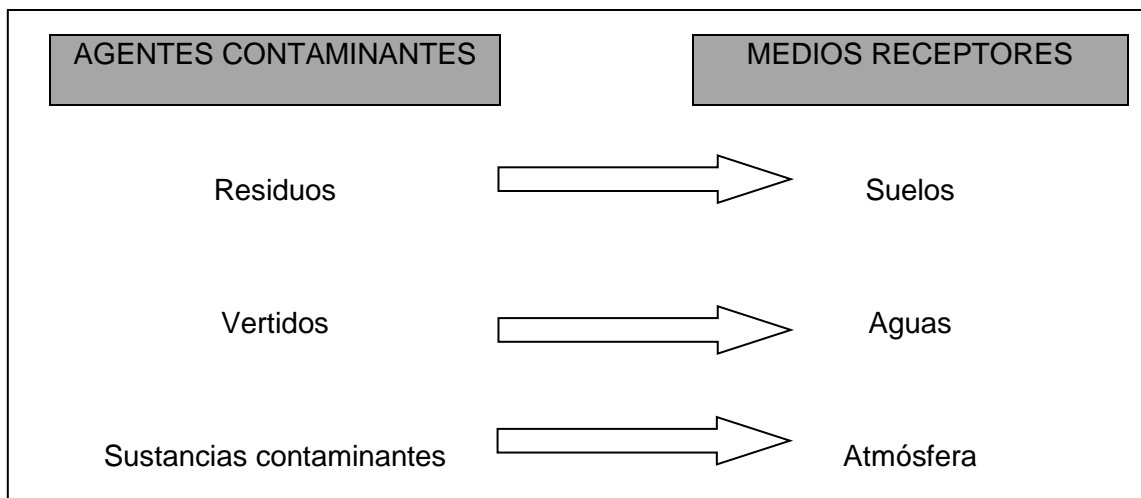 AGENTES CONTAMINANTES
MEDIOS RECEPTORES
Residuos
Suelos
Vertidos
Aguas
Sustancias contaminantes
Atmósfera